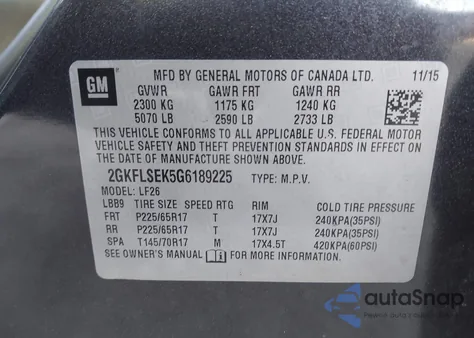 GM
MFD BY GENERAL MOTORS OF CANADA LTD. 11/15
GVWR GAWR FRT GAWR RR
2300 KG 1175 KG 1240 KG
5070 LB 2590 LB 2733 LB
THIS VEHICLE CONFORMS TO ALL APPLICABLE U.S. FEDERAL MOTOR
VEHICLE SAFETY AND THEFT PREVENTION STANDARDS IN EFFECT ON
THE DATE OF MANUFACTURE SHOWN ABOVE.
2GKFLSEK5G6189225 TYPE: M.P.V.
MODEL: LF26
LBB9 TIRE SIZE SPEED RTG RIM COLD TIRE PRESSURE
FRT P225/65R17 T 17X7J 240KPA(35PSI)
RR P225/65R17 T 17X7J 240KPA(35PSI)
SPA T145/70R17 M 17X4.5T 420KPA(60PSI)
SEE OWNER'S MANUAL FOR MORE INFORMATION
autoSnap